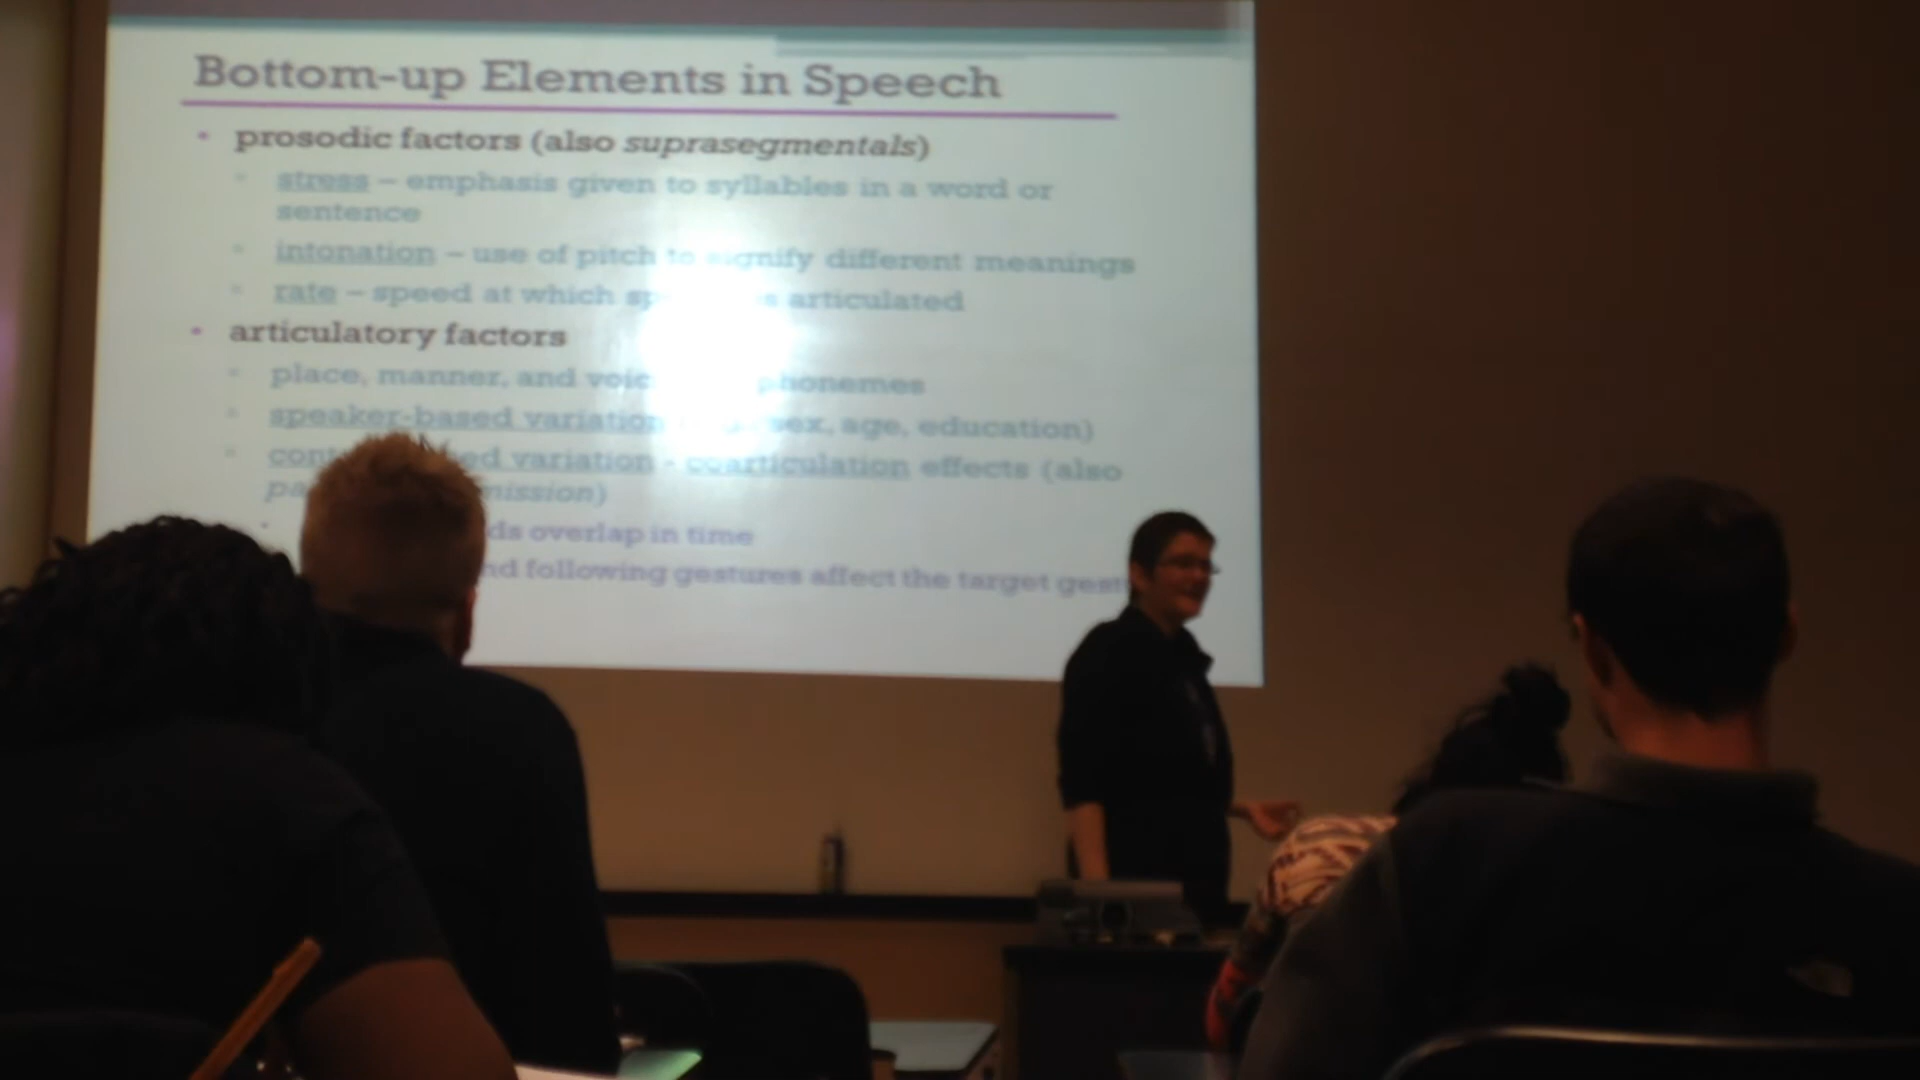 Bottom-up Elements in Speech
• prosodic factors (also suprasegmentals)
stress – emphasis given to syllables in a word or
sentence
intonation – use of pitch to signify different meanings
rate – speed at which articulated
• articulatory factors
place, manner, and phonemes
speaker-based variation sex, age, education)
variation - coarticulation effects (also
overlap in time
following gestures affect the target